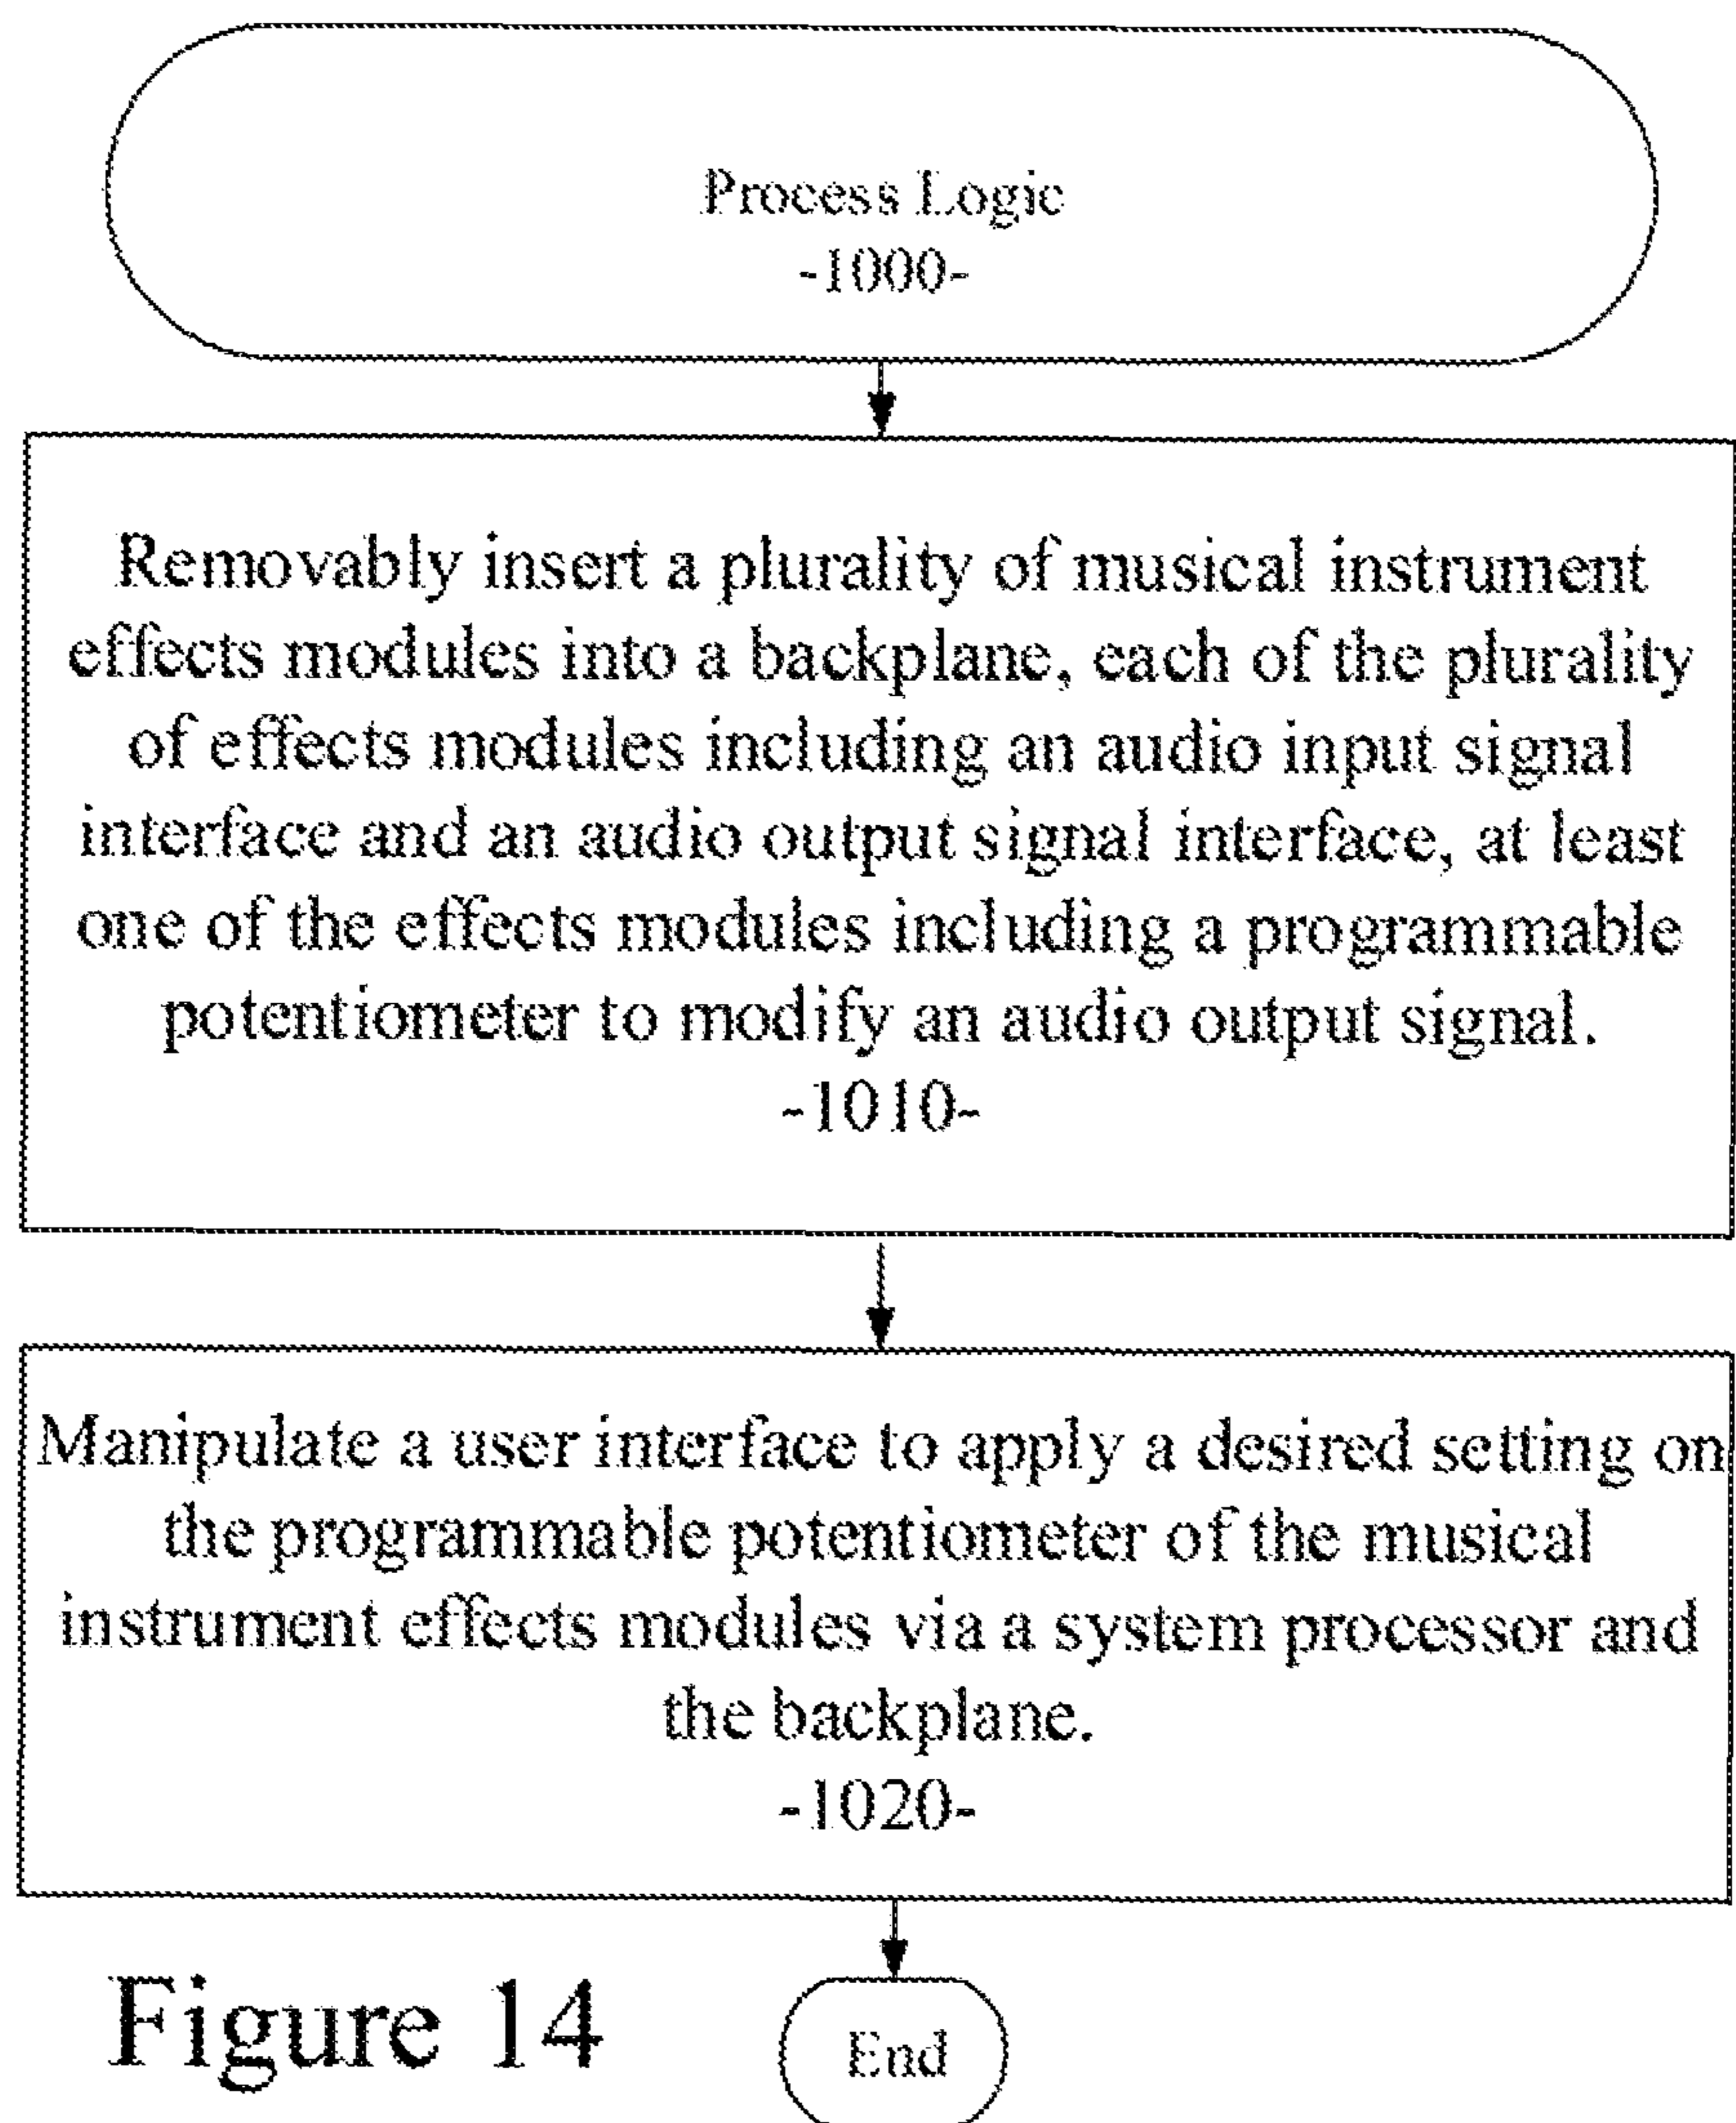 Process Logic
-1000-
Removably insert a plurality of musical instrument
effects modules into a backplane, each of the plurality
of effects modules including an audio input signal
interface and an audio output signal interface, at least
one of the effects modules including a programmable
potentiometer to modify an audio output signal.
-1010-
Manipulate a user interface to apply a desired setting on
the programmable potentiometer of the musical
instrument effects modules via a system processor and
the backplane.
-1020-
Figure 14
End